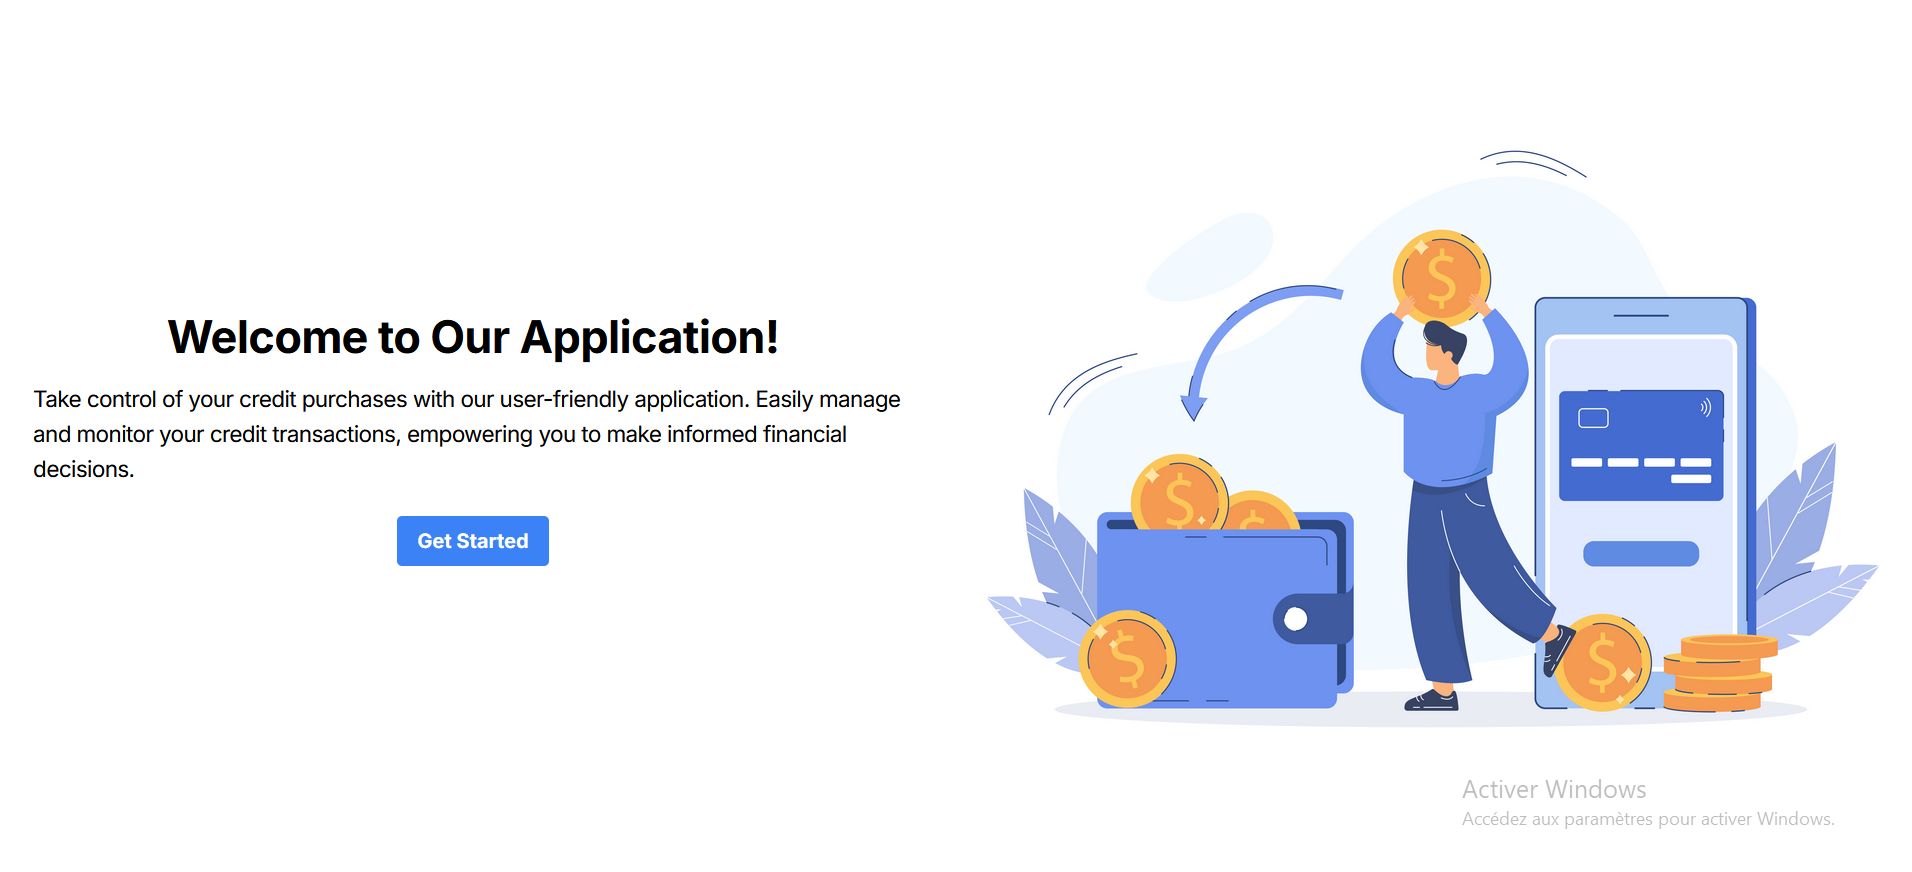 Welcome to Our Application!
Take control of your credit purchases with our user-friendly application. Easily manage
and monitor your credit transactions, empowering you to make informed financial
decisions.
Get Started
$
$
$
$
$
Activer Windows
Accédez aux paramètres pour activer Windows.